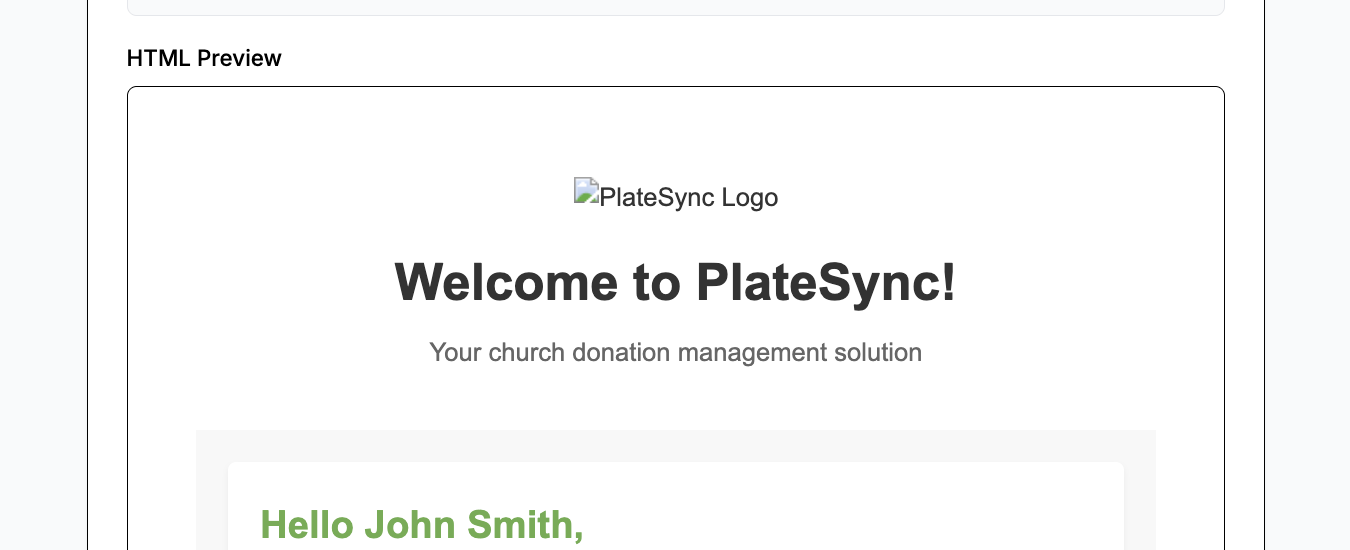 HTML Preview
PlateSync Logo
Welcome to PlateSync!
Your church donation management solution
Hello John Smith,